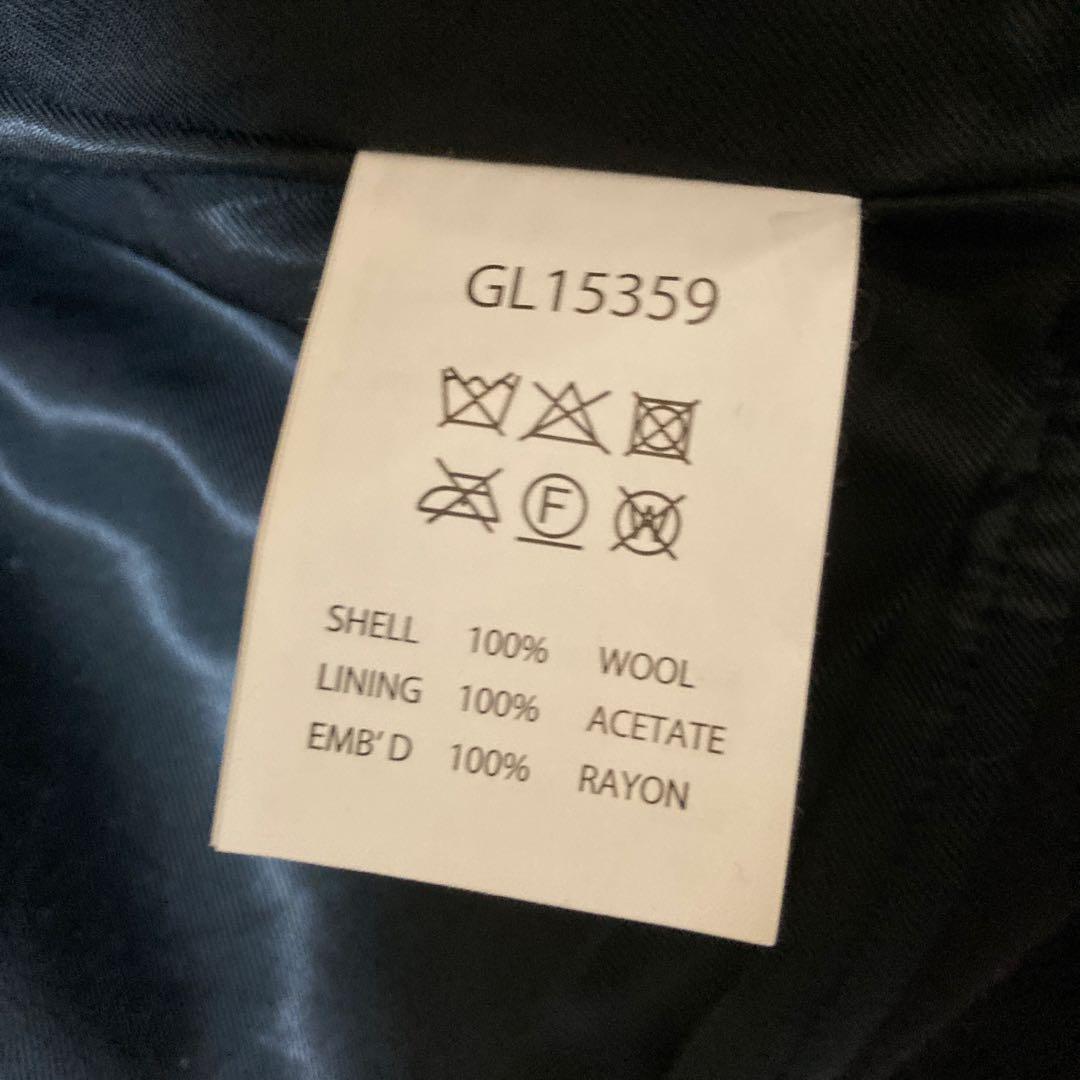 GL15359
F
W
SHELL 100% WOOL
LINING 100% ACETATE
EMB'D 100% RAYON